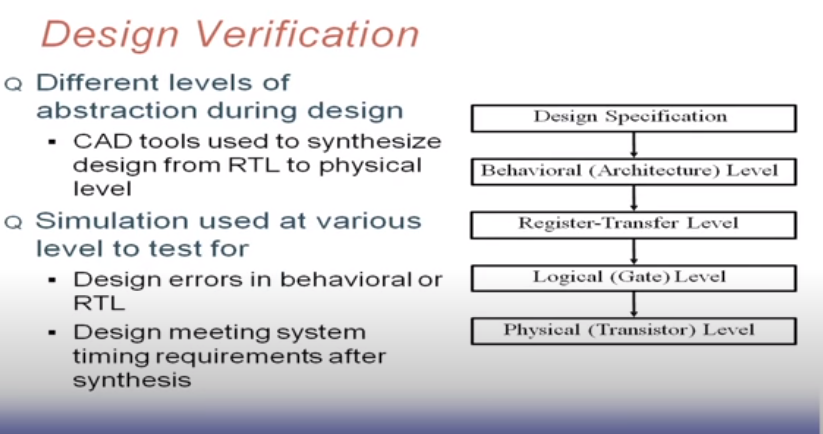 Design Verification
Different levels of
abstraction during design
▪ CAD tools used to synthesize
design from RTL to physical
level
Simulation used at various
level to test for
▪ Design errors in behavioral or
RTL
▪ Design meeting system
timing requirements after
synthesis
Design Specification
Behavioral (Architecture) Level
Register-Transfer Level
Logical (Gate) Level
Physical (Transistor) Level